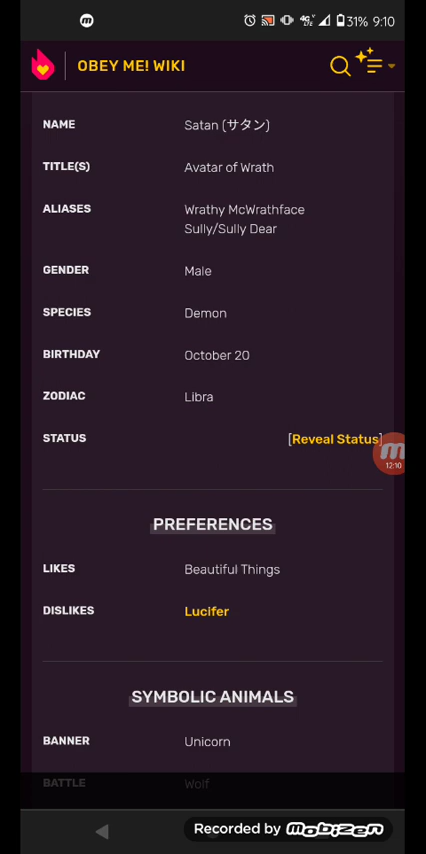 31% 9:10
OBEY ME! WIKI
NAME Satan (サタン)
TITLE(S) Avatar of Wrath
ALIASES Wrathy McWrathface
Sully/Sully Dear
GENDER Male
SPECIES Demon
BIRTHDAY October 20
ZODIAC Libra
STATUS [Reveal Status]
12:10
PREFERENCES
LIKES Beautiful Things
DISLIKES Lucifer
SYMBOLIC ANIMALS
BANNER Unicorn
BATTLE Wolf
Recorded by mobizen